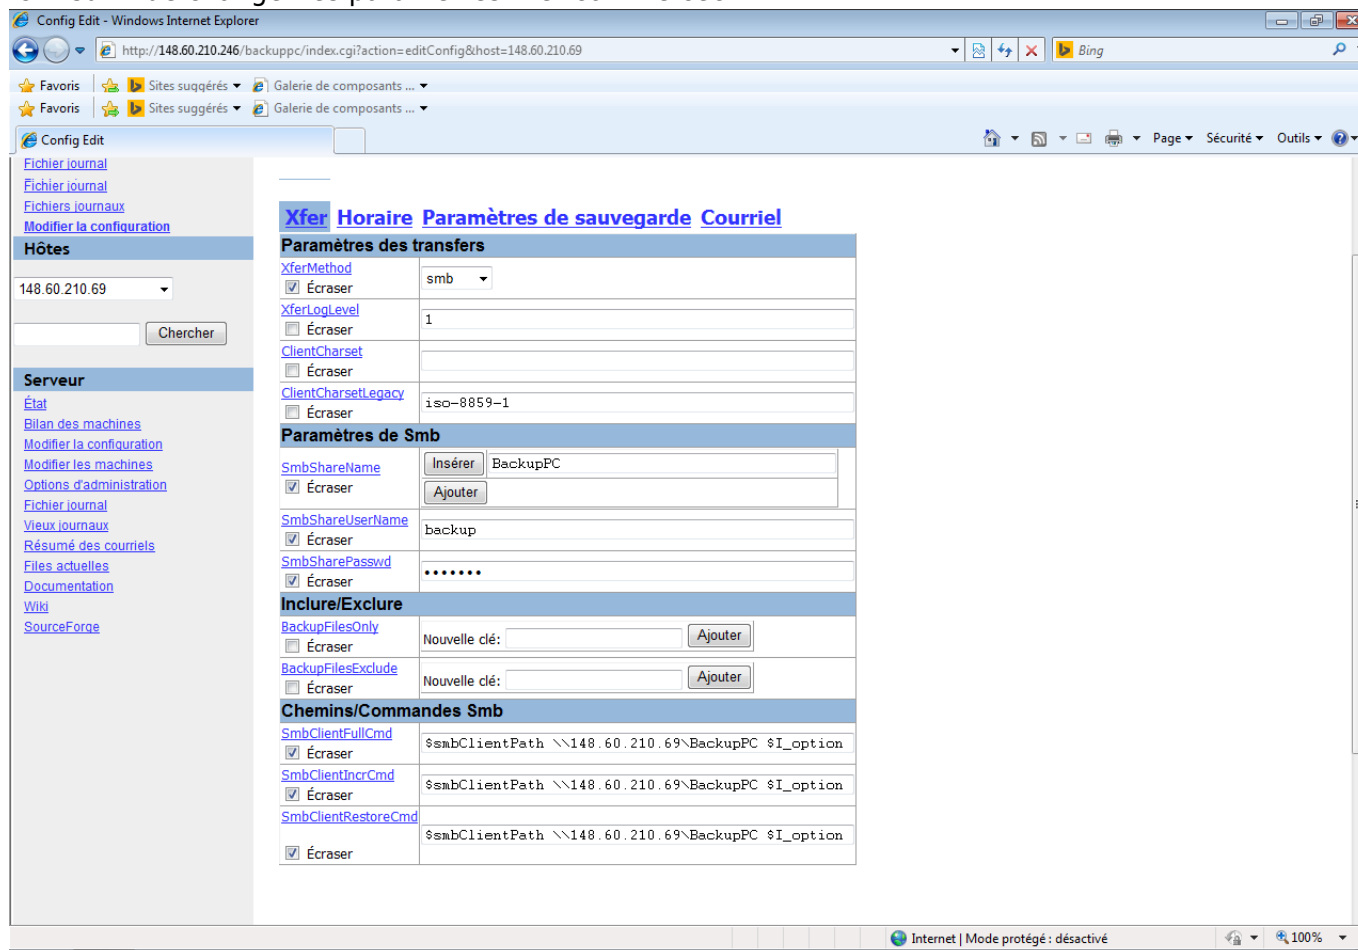 Config Edit - Windows Internet Explorer
http://148.60.210.246/backuppc/index.cgi?action=editConfig&host=148.60.210.69
Bing
Favoris Sites suggérés Galerie de composants ...
Favoris Sites suggérés Galerie de composants ...
Config Edit
Page Sécurité Outils
Fichier journal
Fichier journal
Fichiers journaux
Modifier la configuration
Hôtes
148.60.210.69
Chercher
Serveur
État
Bilan des machines
Modifier la configuration
Modifier les machines
Options d'administration
Fichier journal
Vieux journaux
Résumé des courriels
Files actuelles
Documentation
Wiki
SourceForge
Xfer Horaire Paramètres de sauvegarde Courriel
Paramètres des transfers
XferMethod
Écraser
smb
XferLogLevel
Écraser
1
ClientCharset
Écraser
ClientCharsetLegacy
Écraser
iso-8859-1
Paramètres de Smb
SmbShareName
Écraser
Insérer BackupPC
Ajouter
SmbShareUserName
Écraser
backup
SmbSharePasswd
Écraser
•••••••
Inclure/Exclure
BackupFilesOnly
Écraser
Nouvelle clé: Ajouter
BackupFilesExclude
Écraser
Nouvelle clé: Ajouter
Chemins/Commandes Smb
SmbClientFullCmd
Écraser
$smbClientPath \\148.60.210.69\BackupPC $I_option
SmbClientIncrCmd
Écraser
$smbClientPath \\148.60.210.69\BackupPC $I_option
SmbClientRestoreCmd
Écraser
$smbClientPath \\148.60.210.69\BackupPC $I_option
Internet | Mode protégé : désactivé
100%